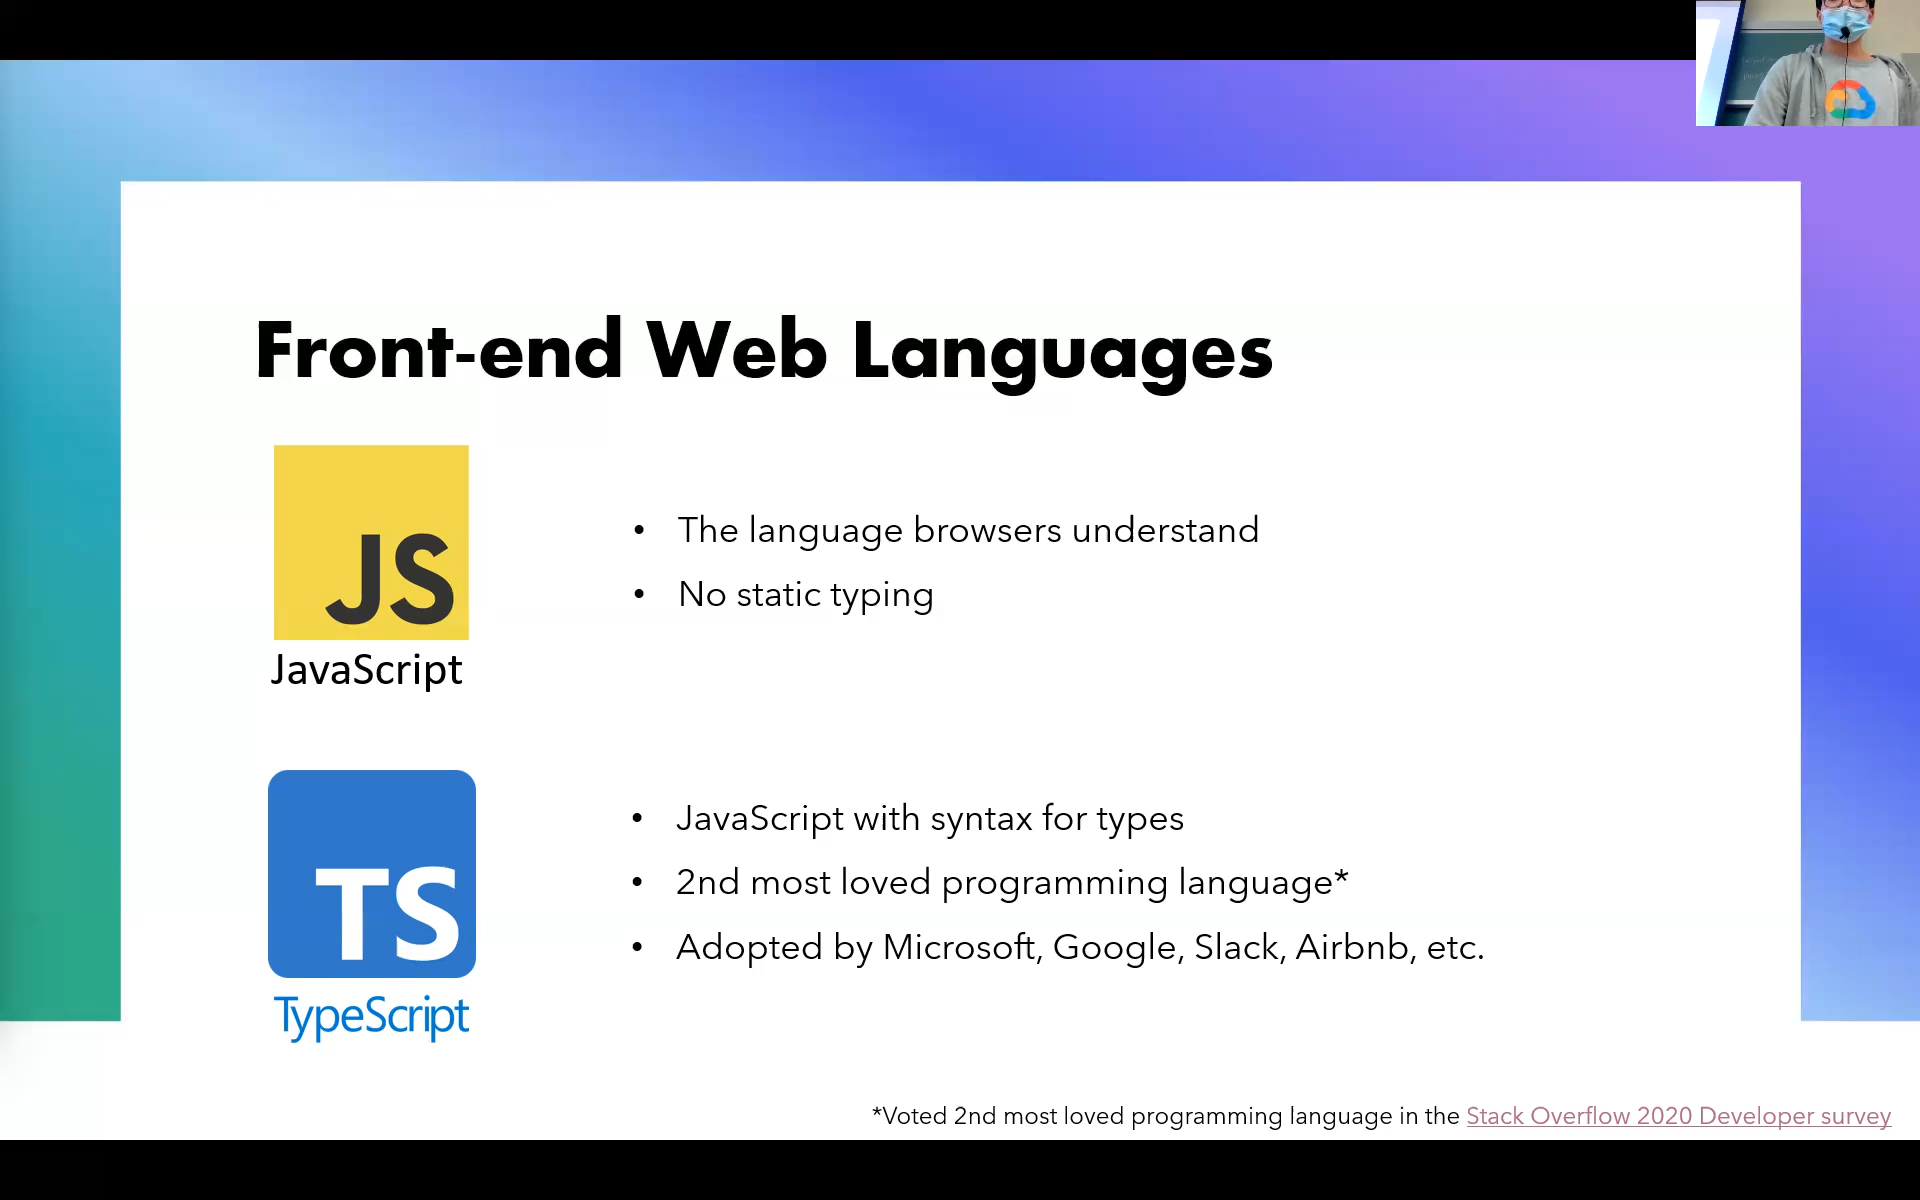 Front-end Web Languages
JS
JavaScript
• The language browsers understand
• No static typing
TS
TypeScript
• JavaScript with syntax for types
• 2nd most loved programming language*
• Adopted by Microsoft, Google, Slack, Airbnb, etc.
*Voted 2nd most loved programming language in the Stack Overflow 2020 Developer survey